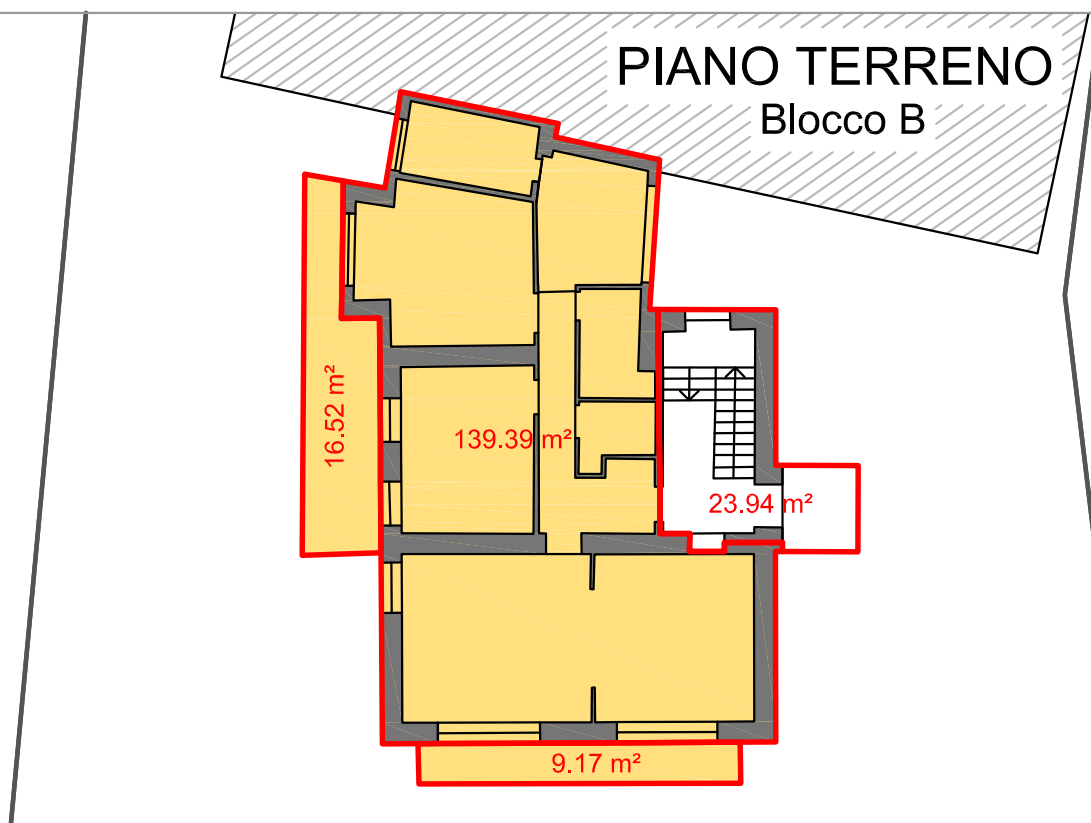 PIANO TERRENO
Blocco B
16.52 m²
139.39 m²
23.94 m²
9.17 m²